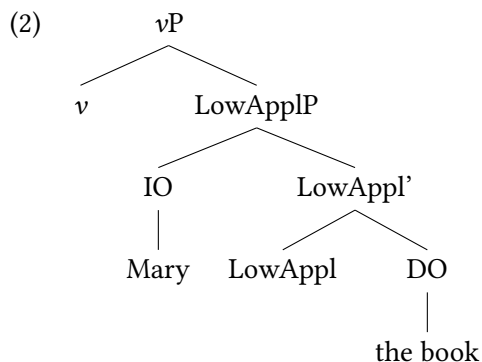 (2) vP
v LowApplP
IO LowAppl’
Mary LowAppl DO
the book